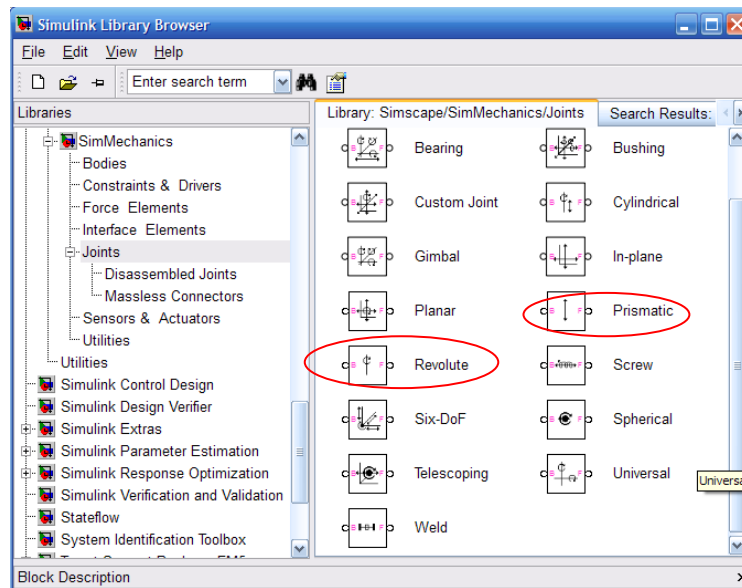 Simulink Library Browser
File Edit View Help
Enter search term
Libraries
Library: Simscape/SimMechanics/Joints Search Results:
SimMechanics
Bodies
Constraints & Drivers
Force Elements
Interface Elements
Joints
Disassembled Joints
Massless Connectors
Sensors & Actuators
Utilities
Utilities
Simulink Control Design
Simulink Design Verifier
Simulink Extras
Simulink Parameter Estimation
Simulink Response Optimization
Simulink Verification and Validation
Stateflow
System Identification Toolbox
B F Bearing B F Bushing
B F Custom Joint B F Cylindrical
B F Gimbal B F In-plane
B F Planar B F Prismatic
B F Revolute B F Screw
B F Six-DoF B F Spherical
B F Telescoping B F Universal
Universa
B F Weld
Block Description